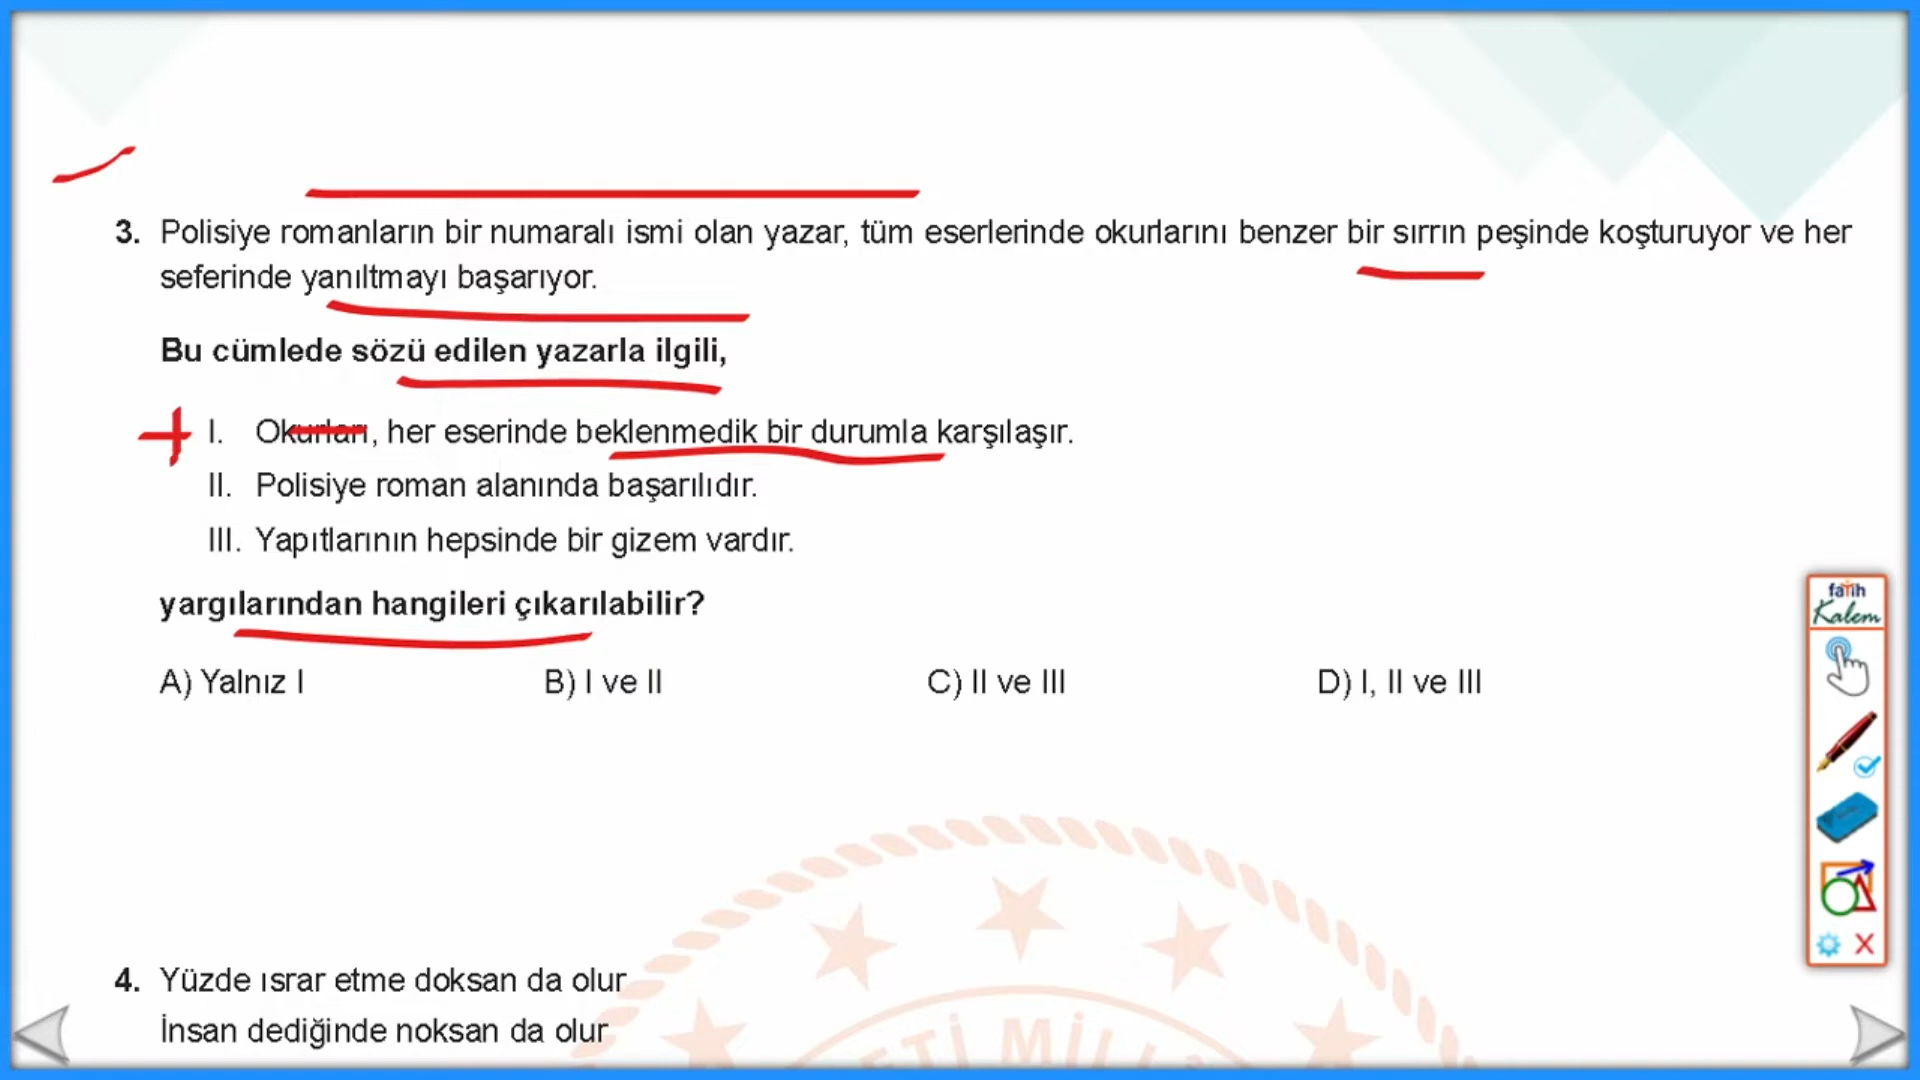 3. Polisiye romanların bir numaralı ismi olan yazar, tüm eserlerinde okurlarını benzer bir sırrın peşinde koşturuyor ve her
seferinde yanıltmayı başarıyor.
Bu cümlede sözü edilen yazarla ilgili,
I. Okurları, her eserinde beklenmedik bir durumla karşılaşır.
II. Polisiye roman alanında başarılıdır.
III. Yapıtlarının hepsinde bir gizem vardır.
yargılarından hangileri çıkarılabilir?
A) Yalnız I B) I ve II C) II ve III D) I, II ve III
fatih
Kalem
X
4. Yüzde ısrar etme doksan da olur
İnsan dediğinde noksan da olur